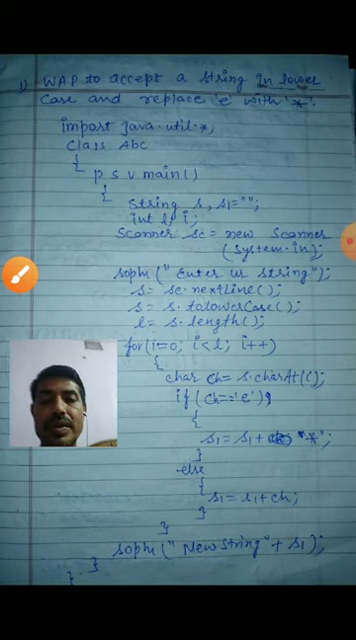 1) WAP to accept a string in lower
case and replace 'e' with '*'.
import java.util.*;
class Abc
{
p s v main()
{
String s, s1="";
int l, i;
Scanner sc = new Scanner
(System.in);
sopln("Enter ur string");
s = sc.nextLine();
s = s.toLowerCase();
l = s.length();
for(i=0; i<l; i++)
{
char ch = s.charAt(i);
if (ch=='e')
{
s1 = s1 + "*";
}
else
{
s1 = s1 + ch;
}
}
sopln("New string" + s1);
}
}